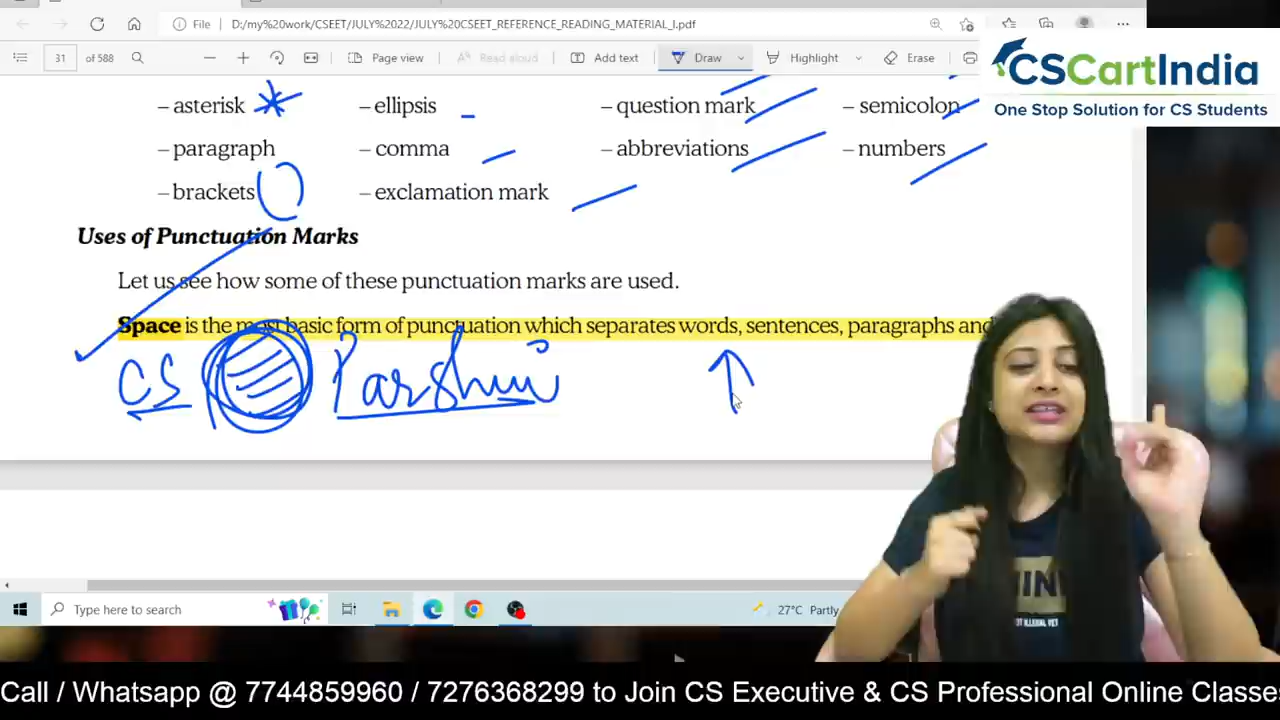 File | D:/my%20work/CSEET/JULY%2022/JULY%20CSEET_REFERENCE_READING_MATERIAL_I.pdf
31 of 588 Page view Read aloud Add text Draw Highlight Erase
CSCartIndia
One Stop Solution for CS Students
– asterisk – ellipsis – question mark – semicolon
– paragraph – comma – abbreviations – numbers
– brackets – exclamation mark
Uses of Punctuation Marks
Let us see how some of these punctuation marks are used.
Space is the most basic form of punctuation which separates words, sentences, paragraphs and
CS
Type here to search 27°C Partly
Call / Whatsapp @ 7744859960 / 7276368299 to Join CS Executive & CS Professional Online Classes